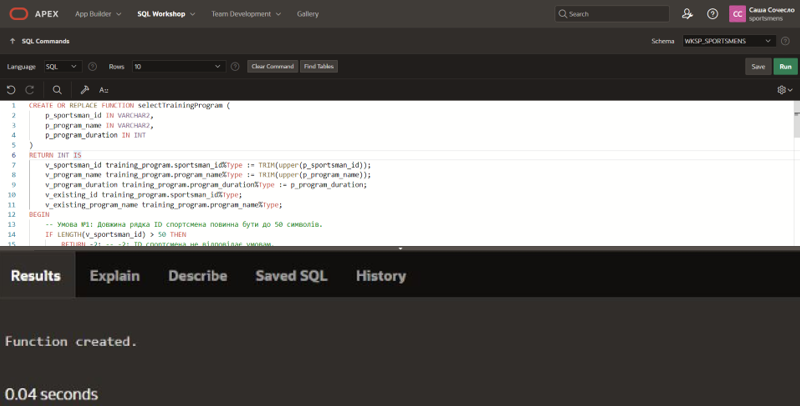 APEX App Builder SQL Workshop Team Development Gallery Search Саша Сочесло
CC sportsmens
SQL Commands Schema WKSP_SPORTSMENS
Language SQL Rows 10 Clear Command Find Tables Save Run
1 CREATE OR REPLACE FUNCTION selectTrainingProgram (
2 p_sportsman_id IN VARCHAR2,
3 p_program_name IN VARCHAR2,
4 p_program_duration IN INT
5 )
6 RETURN INT IS
7 v_sportsman_id training_program.sportsman_id%Type := TRIM(upper(p_sportsman_id));
8 v_program_name training_program.program_name%Type := TRIM(upper(p_program_name));
9 v_program_duration training_program.program_duration%Type := p_program_duration;
10 v_existing_id training_program.sportsman_id%Type;
11 v_existing_program_name training_program.program_name%Type;
12 BEGIN
13 -- Умова №1: Довжина рядка ID спортсмена повинна бути до 50 символів.
14 IF LENGTH(v_sportsman_id) > 50 THEN
15 RETURN -2; -- -2: ID спортсмена не відповідає умовам.
Results Explain Describe Saved SQL History
Function created.
0.04 seconds